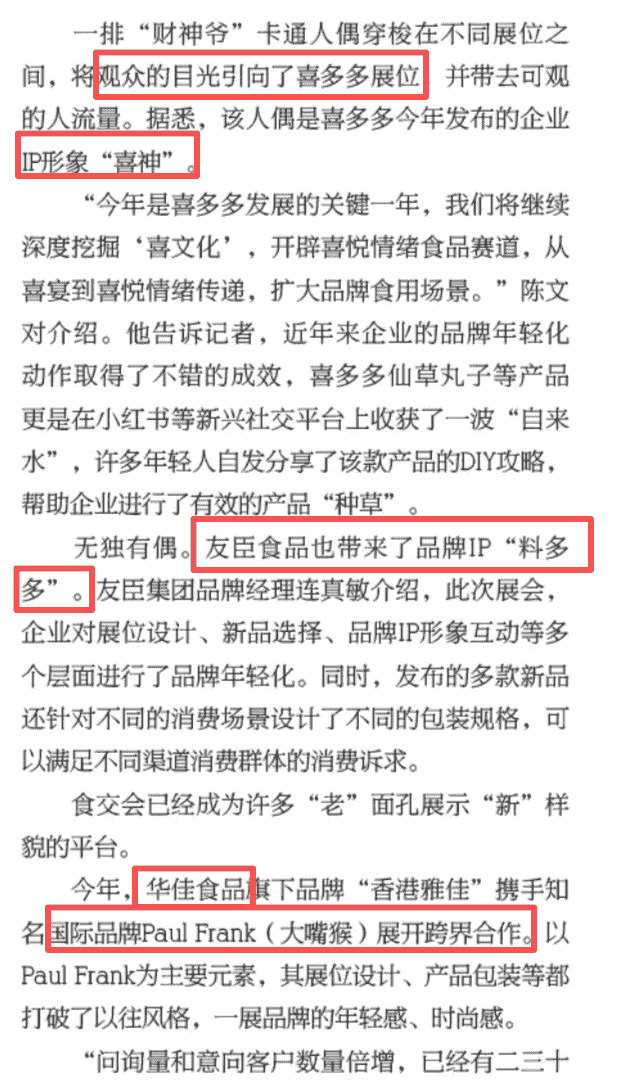 一排“财神爷”卡通人偶穿梭在不同展位之
间，将观众的目光引向了喜多多展位，并带去可观
的人流量。据悉，该人偶是喜多多今年发布的企业
IP形象“喜神”。
“今年是喜多多发展的关键一年，我们将继续
深度挖掘‘喜文化’，开辟喜悦情绪食品赛道，从
喜宴到喜悦情绪传递，扩大品牌食用场景。”陈文
对介绍。他告诉记者，近年来企业的品牌年轻化
动作取得了不错的成效，喜多多仙草丸子等产品
更是在小红书等新兴社交平台上收获了一波“自来
水”，许多年轻人自发分享了该款产品的DIY攻略，
帮助企业进行了有效的产品“种草”。
无独有偶。友臣食品也带来了品牌IP“料多
多”。友臣集团品牌经理连真敏介绍，此次展会，
企业对展位设计、新品选择、品牌IP形象互动等多
个层面进行了品牌年轻化。同时，发布的多款新品
还针对不同的消费场景设计了不同的包装规格，可
以满足不同渠道消费群体的消费诉求。
食交会已经成为许多“老”面孔展示“新”样
貌的平台。
今年，华佳食品旗下品牌“香港雅佳”携手知
名国际品牌Paul Frank（大嘴猴）展开跨界合作。以
Paul Frank为主要元素，其展位设计、产品包装等都
打破了以往风格，一展品牌的年轻感、时尚感。
“问询量和意向客户数量倍增，已经有二三十